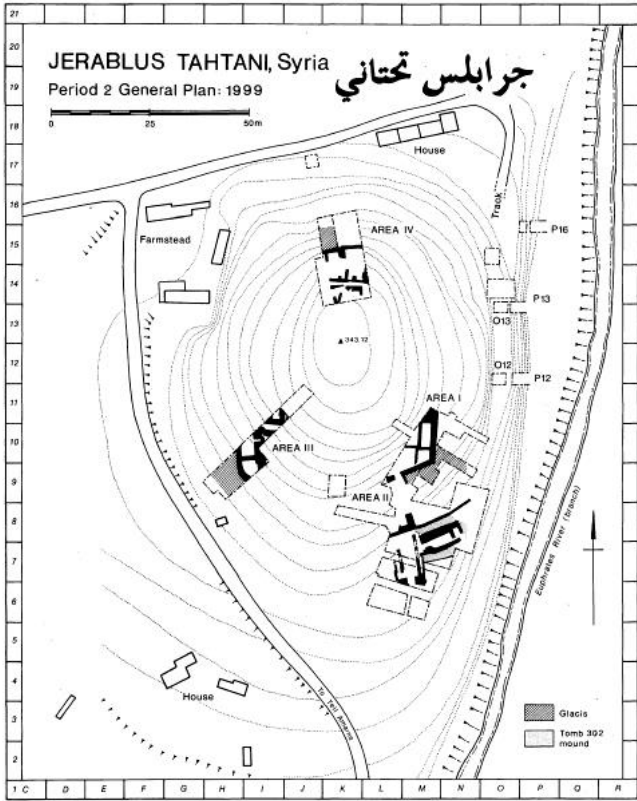 JERABLUS TAHTANI, Syria
جرابلس تحتاني
Period 2 General Plan: 1999
0 25 50m
House
Track
Farmstead
AREA IV
P16
P13
O13
343.12
O12
P12
AREA I
AREA III
AREA II
Euphrates River (branch)
House
To Tell Amarna
Glacis
Tomb 302
mound
21
20
19
18
17
16
15
14
13
12
11
10
9
8
7
6
5
4
3
2
1 C D E F G H I J K L M N O P Q R